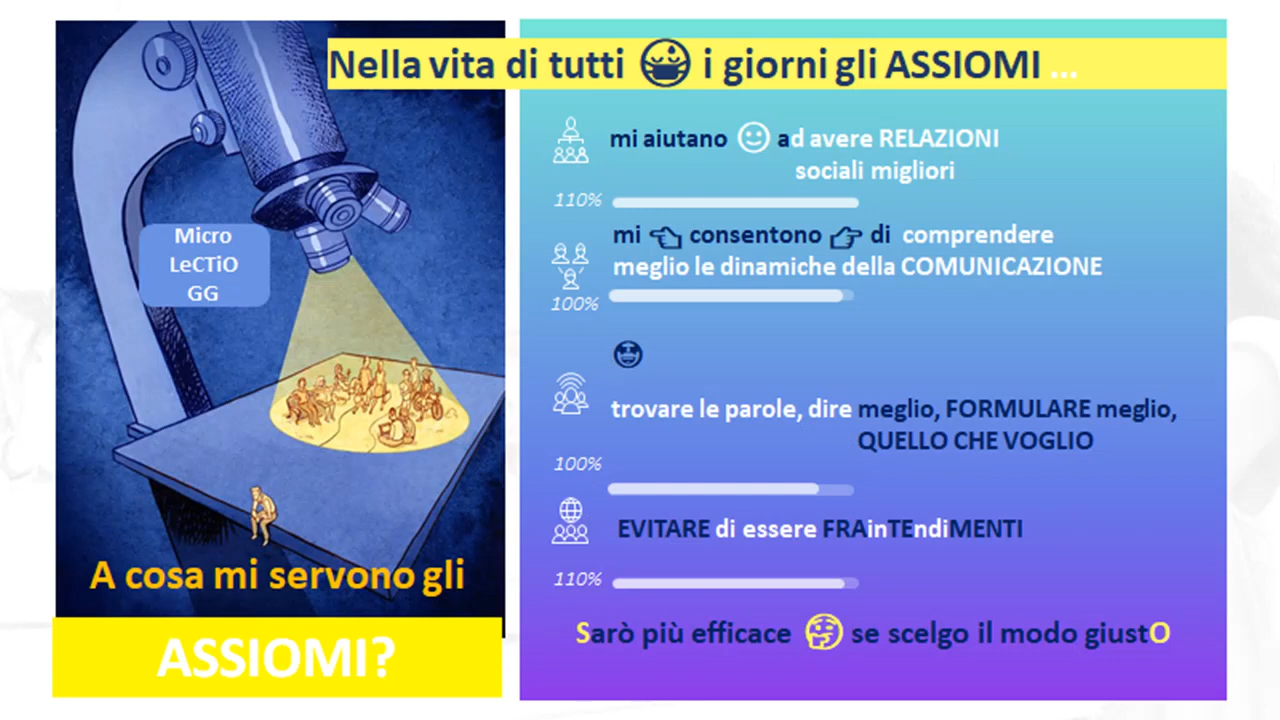 Nella vita di tutti i giorni gli ASSIOMI ...
Micro
LeCTiO
GG
A cosa mi servono gli
ASSIOMI?
mi aiutano ad avere RELAZIONI
sociali migliori
110%
mi consentono di comprendere
meglio le dinamiche della COMUNICAZIONE
100%
trovare le parole, dire meglio, FORMULARE meglio,
QUELLO CHE VOGLIO
100%
EVITARE di essere FRAinTEndiMENTI
110%
Sarò più efficace se scelgo il modo giustO